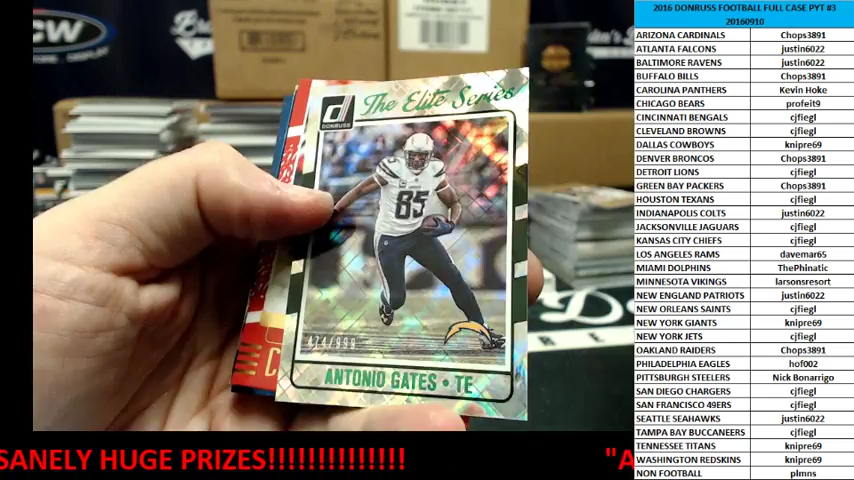 The Elite Series
DONRUSS
85
474/999
ANTONIO GATES • TE
2016 DONRUSS FOOTBALL FULL CASE PYT #3
20160910
ARIZONA CARDINALS Chops3891
ATLANTA FALCONS justin6022
BALTIMORE RAVENS justin6022
BUFFALO BILLS Chops3891
CAROLINA PANTHERS Kevin Hoke
CHICAGO BEARS profeit9
CINCINNATI BENGALS cjfiegl
CLEVELAND BROWNS cjfiegl
DALLAS COWBOYS knipre69
DENVER BRONCOS Chops3891
DETROIT LIONS cjfiegl
GREEN BAY PACKERS Chops3891
HOUSTON TEXANS cjfiegl
INDIANAPOLIS COLTS justin6022
JACKSONVILLE JAGUARS cjfiegl
KANSAS CITY CHIEFS cjfiegl
LOS ANGELES RAMS davemar65
MIAMI DOLPHINS ThePhinatic
MINNESOTA VIKINGS larsonsresort
NEW ENGLAND PATRIOTS justin6022
NEW ORLEANS SAINTS cjfiegl
NEW YORK GIANTS knipre69
NEW YORK JETS cjfiegl
OAKLAND RAIDERS Chops3891
PHILADELPHIA EAGLES hof002
PITTSBURGH STEELERS Nick Bonarrigo
SAN DIEGO CHARGERS cjfiegl
SAN FRANCISCO 49ERS cjfiegl
SEATTLE SEAHAWKS justin6022
TAMPA BAY BUCCANEERS cjfiegl
TENNESSEE TITANS knipre69
WASHINGTON REDSKINS knipre69
NON FOOTBALL plmns
SANELY HUGE PRIZES!!!!!!!!!!!!!! "A